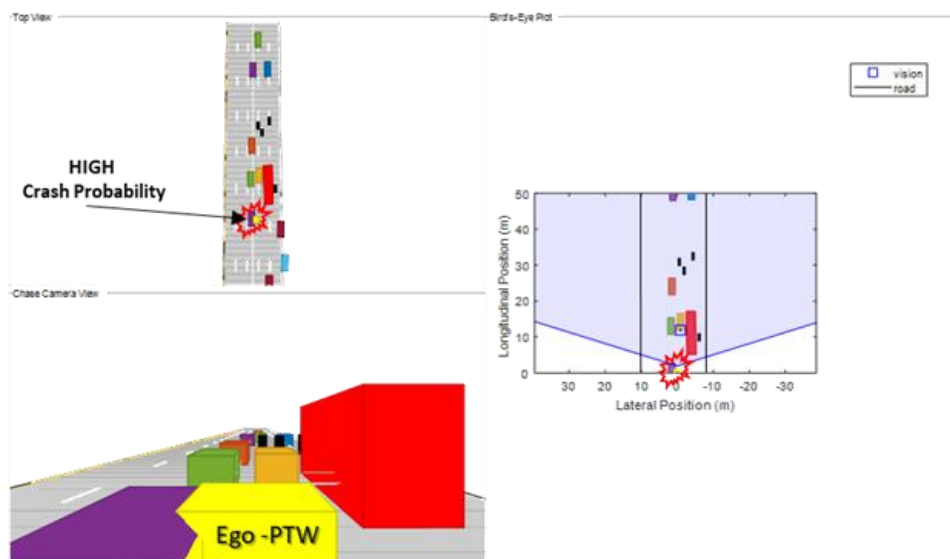 Top View
HIGH
Crash Probability
Chase Camera View
Ego -PTW
Bird's-Eye Plot
vision
road
50
40
30
20
10
0
30
20
10
0
-10
-20
-30
Longitudinal Position (m)
Lateral Position (m)